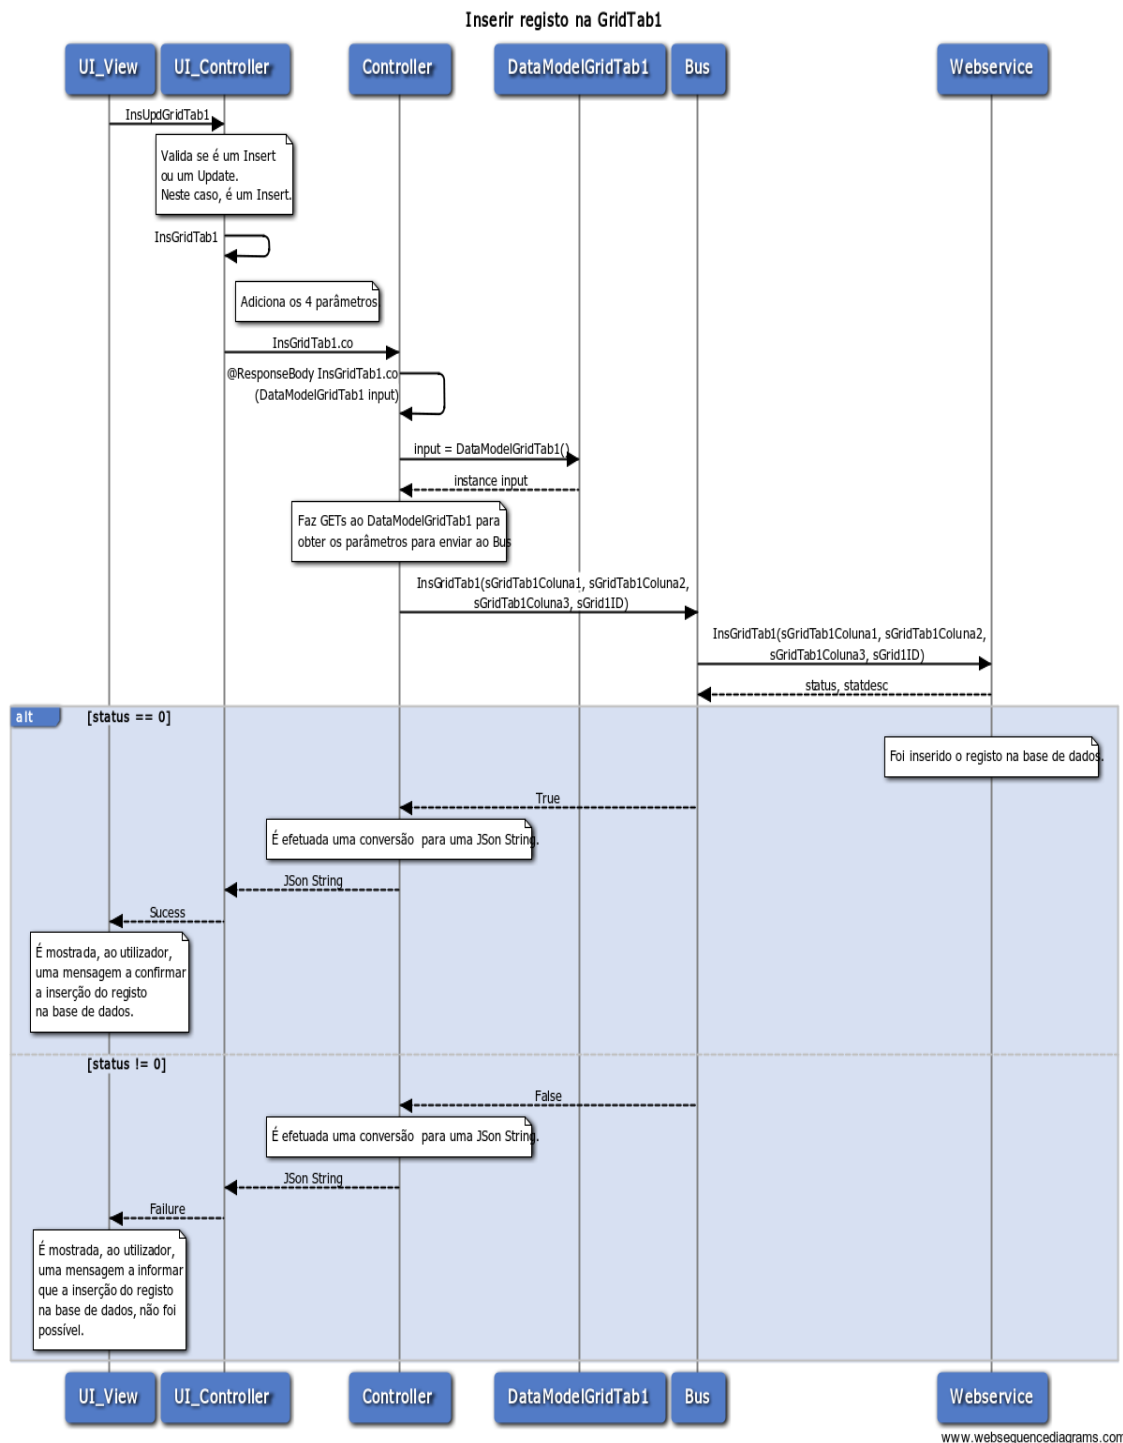 Inserir registo na GridTab1
UI_View
UI_Controller
Controller
DataModelGridTab1
Bus
Webservice
InsUpdGridTab1
Valida se é um Insert
ou um Update.
Neste caso, é um Insert.
InsGridTab1
Adiciona os 4 parâmetros
InsGridTab1.co
@ResponseBody InsGridTab1.co
(DataModelGridTab1 input)
input = DataModelGridTab1()
instance input
Faz GETs ao DataModelGridTab1 para
obter os parâmetros para enviar ao Bus
InsGridTab1(sGridTab1Coluna1, sGridTab1Coluna2,
sGridTab1Coluna3, sGrid1ID)
InsGridTab1(sGridTab1Coluna1, sGridTab1Coluna2,
sGridTab1Coluna3, sGrid1ID)
status, statdesc
alt
[status == 0]
Foi inserido o registo na base de dados.
True
É efetuada uma conversão para uma JSon String.
JSon String
Sucess
É mostrada, ao utilizador,
uma mensagem a confirmar
a inserção do registo
na base de dados.
[status != 0]
False
É efetuada uma conversão para uma JSon String.
JSon String
Failure
É mostrada, ao utilizador,
uma mensagem a informar
que a inserção do registo
na base de dados, não foi
possível.
UI_View
UI_Controller
Controller
DataModelGridTab1
Bus
Webservice
www.websequencediagrams.com